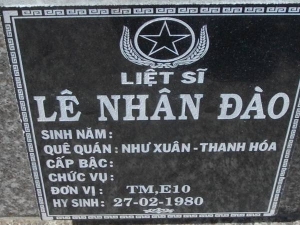 LIỆT SĨ
LÊ NHÂN ĐÀO
SINH NĂM :
QUÊ QUÁN : NHƯ XUÂN - THANH HÓA
CẤP BẬC :
CHỨC VỤ :
ĐƠN VỊ : TM,E10
HY SINH : 27-02-1980